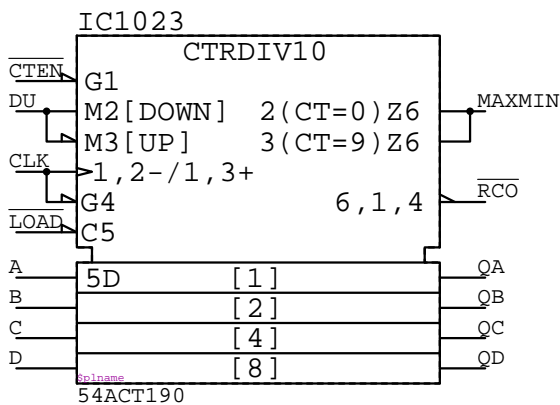 IC1023
CTRDIV10
CTEN
G1
DU
M2[DOWN] 2(CT=0)Z6
MAXMIN
M3[UP] 3(CT=9)Z6
CLK
1,2-/1,3+
G4 6,1,4
RCO
LOAD
C5
A 5D [1] QA
B [2] QB
C [4] QC
D [8] QD
Splname
54ACT190